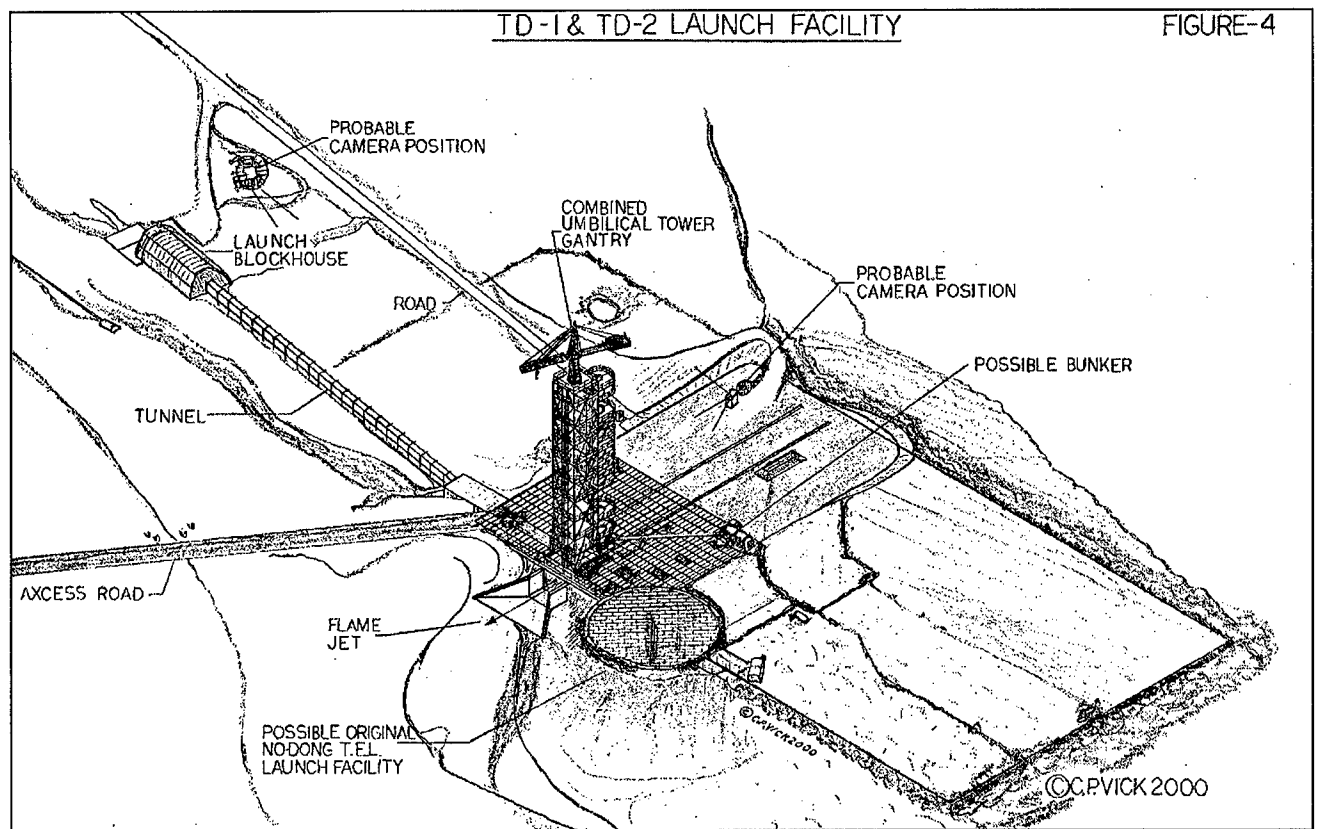 TD-1 & TD-2 LAUNCH FACILITY
FIGURE-4
PROBABLE
CAMERA POSITION
COMBINED
UMBILICAL TOWER
GANTRY
LAUNCH
BLOCKHOUSE
PROBABLE
CAMERA POSITION
ROAD
POSSIBLE BUNKER
TUNNEL
AXCESS ROAD
FLAME
JET
POSSIBLE ORIGINAL
NO-DONG T.E.L.
LAUNCH FACILITY
©C.P.VICK 2000
©C.P.VICK 2000